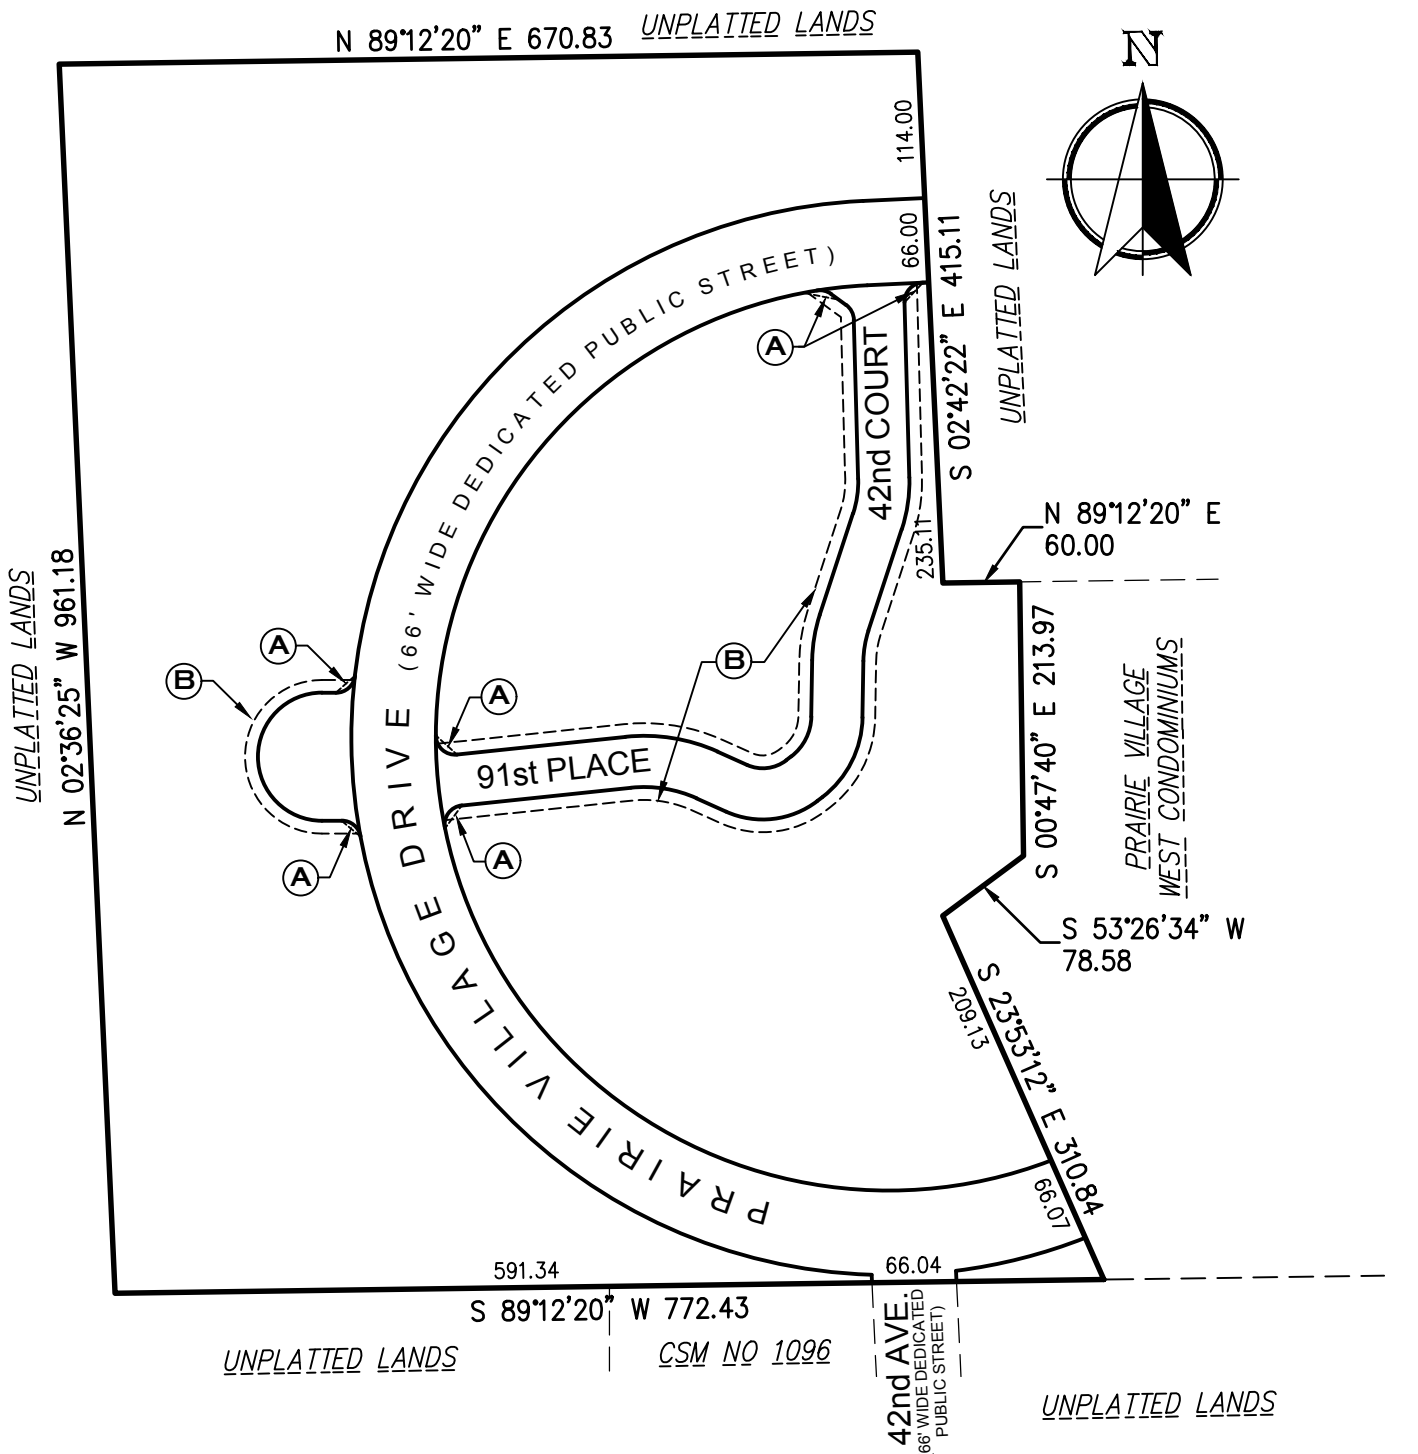 N 89°12'20" E 670.83
UNPLATTED LANDS
N
114.00
66.00
S 02°42'22" E 415.11
UNPLATTED LANDS
PRAIRIE VILLAGE DRIVE (66' WIDE DEDICATED PUBLIC STREET)
A
42nd COURT
235.11
N 89°12'20" E
60.00
UNPLATTED LANDS
N 02°36'25" W 961.18
A
B
A
B
91st PLACE
A
A
S 00°47'40" E 213.97
PRAIRIE VILLAGE
WEST CONDOMINIUMS
S 53°26'34" W
78.58
S 23°53'12" E 310.84
209.13
66.07
591.34
66.04
S 89°12'20" W 772.43
UNPLATTED LANDS
CSM NO 1096
42nd AVE.
66' WIDE DEDICATED
PUBLIC STREET)
UNPLATTED LANDS